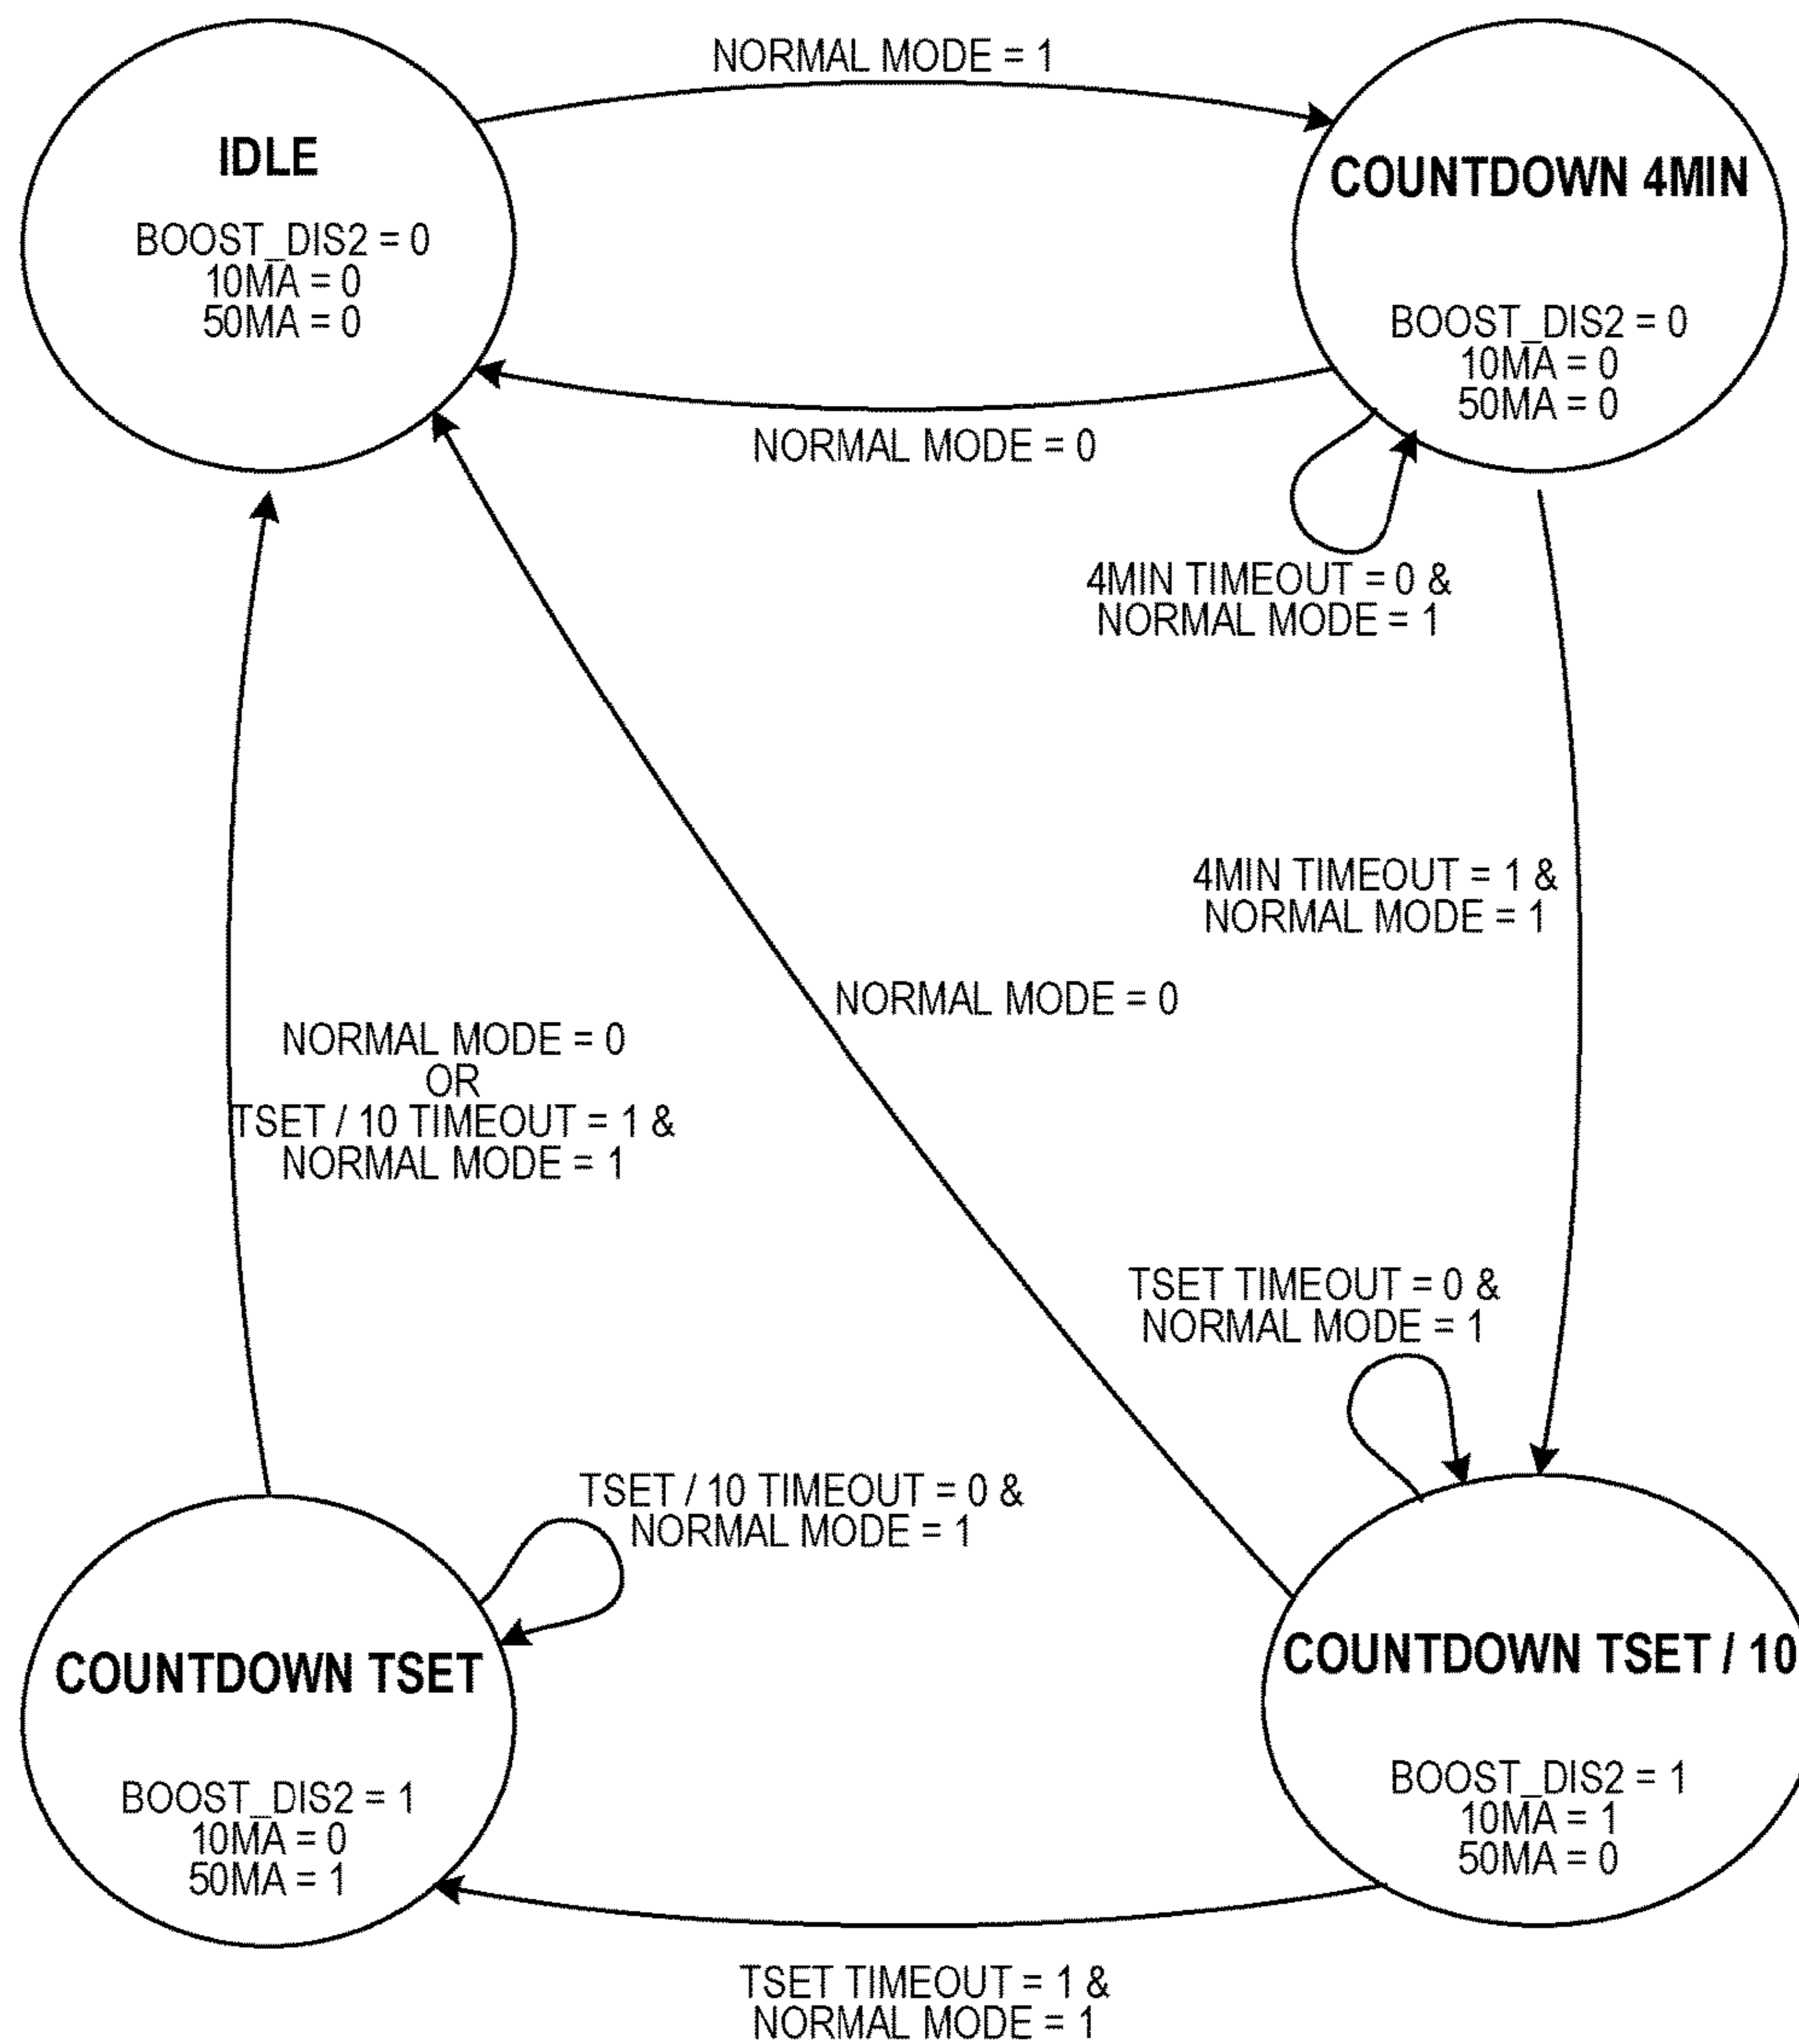 NORMAL MODE = 1
IDLE
BOOST_DIS2 = 0
10MA = 0
50MA = 0
COUNTDOWN 4MIN
BOOST_DIS2 = 0
10MA = 0
50MA = 0
NORMAL MODE = 0
4MIN TIMEOUT = 0 &
NORMAL MODE = 1
4MIN TIMEOUT = 1 &
NORMAL MODE = 1
NORMAL MODE = 0
NORMAL MODE = 0
OR
TSET / 10 TIMEOUT = 1 &
NORMAL MODE = 1
TSET TIMEOUT = 0 &
NORMAL MODE = 1
TSET / 10 TIMEOUT = 0 &
NORMAL MODE = 1
COUNTDOWN TSET
BOOST_DIS2 = 1
10MA = 0
50MA = 1
COUNTDOWN TSET / 10
BOOST_DIS2 = 1
10MA = 1
50MA = 0
TSET TIMEOUT = 1 &
NORMAL MODE = 1